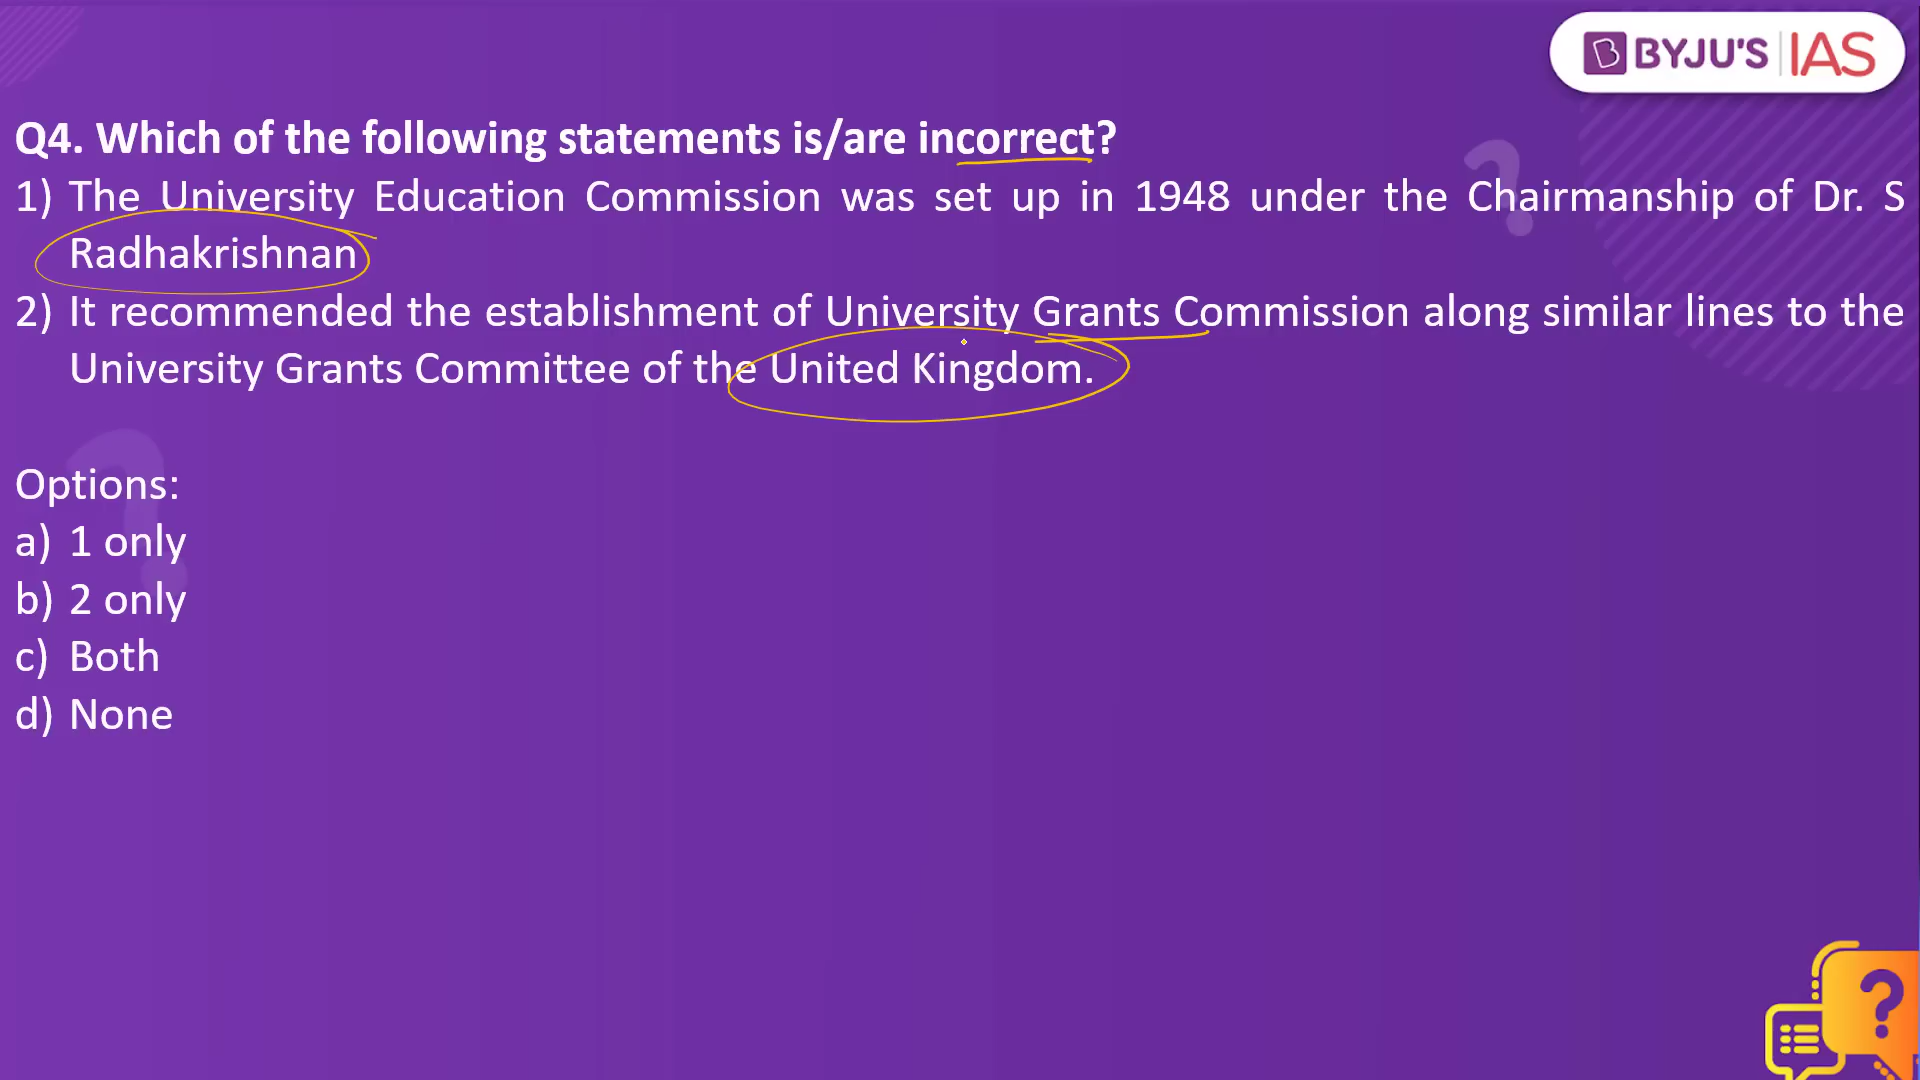 BYJU'S IAS
Q4. Which of the following statements is/are incorrect?
1) The University Education Commission was set up in 1948 under the Chairmanship of Dr. S
Radhakrishnan
2) It recommended the establishment of University Grants Commission along similar lines to the
University Grants Committee of the United Kingdom.
Options:
a) 1 only
b) 2 only
c) Both
d) None